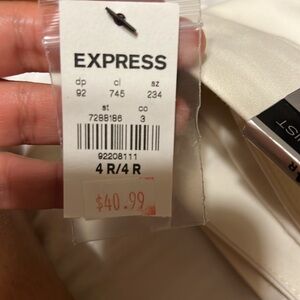 EXPRESS
dp cl sz
92 745 234
st co
7288186 3
92208111
4 R/4 R
$40.99